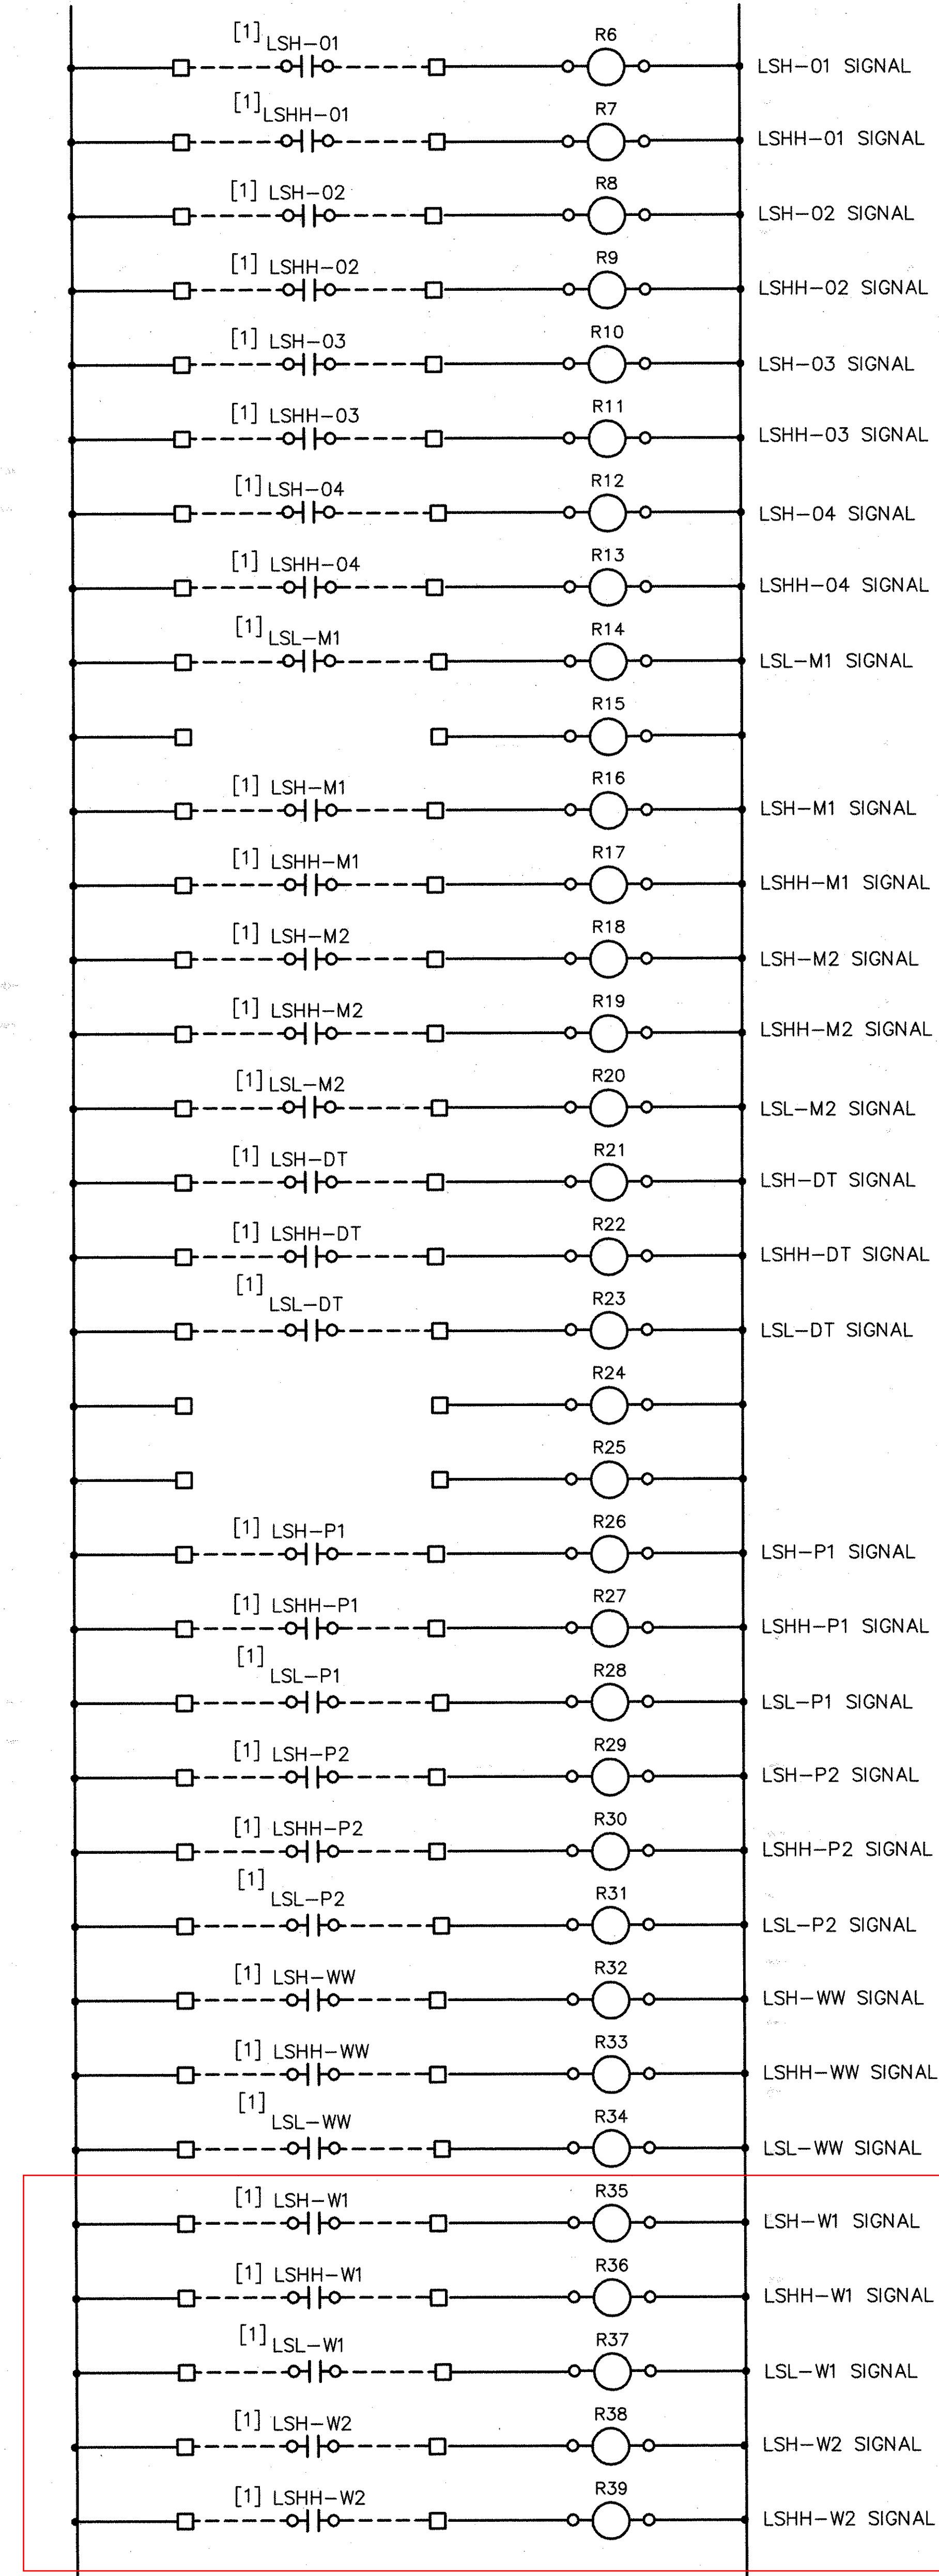 [1] LSH-01 R6 LSH-01 SIGNAL
[1] LSHH-01 R7 LSHH-01 SIGNAL
[1] LSH-02 R8 LSH-02 SIGNAL
[1] LSHH-02 R9 LSHH-02 SIGNAL
[1] LSH-03 R10 LSH-03 SIGNAL
[1] LSHH-03 R11 LSHH-03 SIGNAL
[1] LSH-04 R12 LSH-04 SIGNAL
[1] LSHH-04 R13 LSHH-04 SIGNAL
[1] LSL-M1 R14 LSL-M1 SIGNAL
R15
[1] LSH-M1 R16 LSH-M1 SIGNAL
[1] LSHH-M1 R17 LSHH-M1 SIGNAL
[1] LSH-M2 R18 LSH-M2 SIGNAL
[1] LSHH-M2 R19 LSHH-M2 SIGNAL
[1] LSL-M2 R20 LSL-M2 SIGNAL
[1] LSH-DT R21 LSH-DT SIGNAL
[1] LSHH-DT R22 LSHH-DT SIGNAL
[1] LSL-DT R23 LSL-DT SIGNAL
R24
R25
[1] LSH-P1 R26 LSH-P1 SIGNAL
[1] LSHH-P1 R27 LSHH-P1 SIGNAL
[1] LSL-P1 R28 LSL-P1 SIGNAL
[1] LSH-P2 R29 LSH-P2 SIGNAL
[1] LSHH-P2 R30 LSHH-P2 SIGNAL
[1] LSL-P2 R31 LSL-P2 SIGNAL
[1] LSH-WW R32 LSH-WW SIGNAL
[1] LSHH-WW R33 LSHH-WW SIGNAL
[1] LSL-WW R34 LSL-WW SIGNAL
[1] LSH-W1 R35 LSH-W1 SIGNAL
[1] LSHH-W1 R36 LSHH-W1 SIGNAL
[1] LSL-W1 R37 LSL-W1 SIGNAL
[1] LSH-W2 R38 LSH-W2 SIGNAL
[1] LSHH-W2 R39 LSHH-W2 SIGNAL